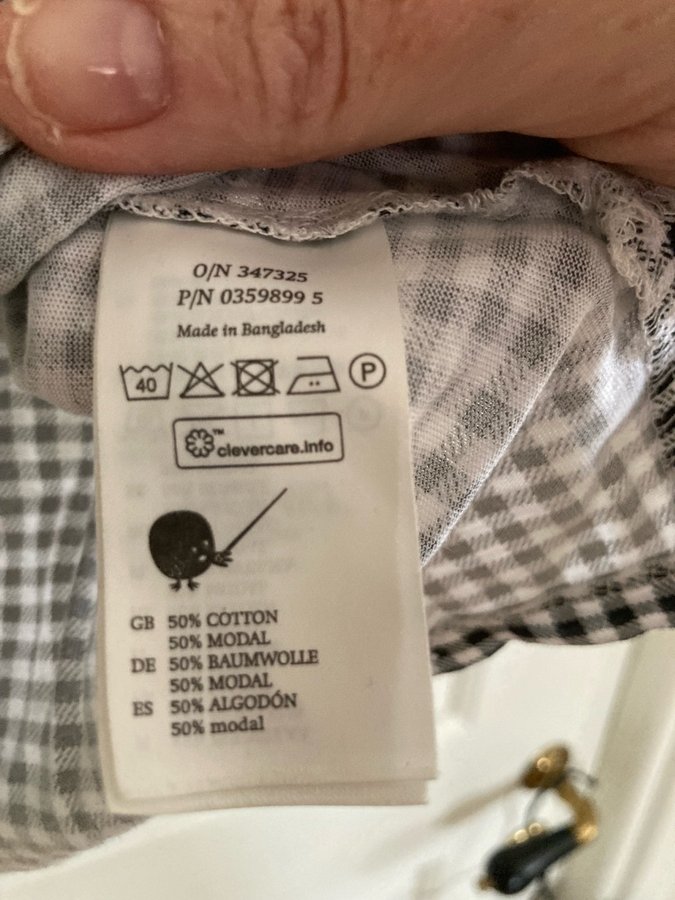 O/N 347325
P/N 0359899 5
Made in Bangladesh
40 P
™
clevercare.info
GB 50% COTTON
50% MODAL
DE 50% BAUMWOLLE
50% MODAL
ES 50% ALGODÓN
50% modal